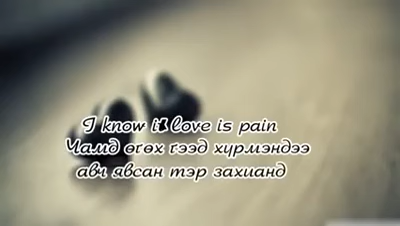 I know it love is pain
Чамд өгөх гээд хүрмэндээ
авч явсан тэр захианд